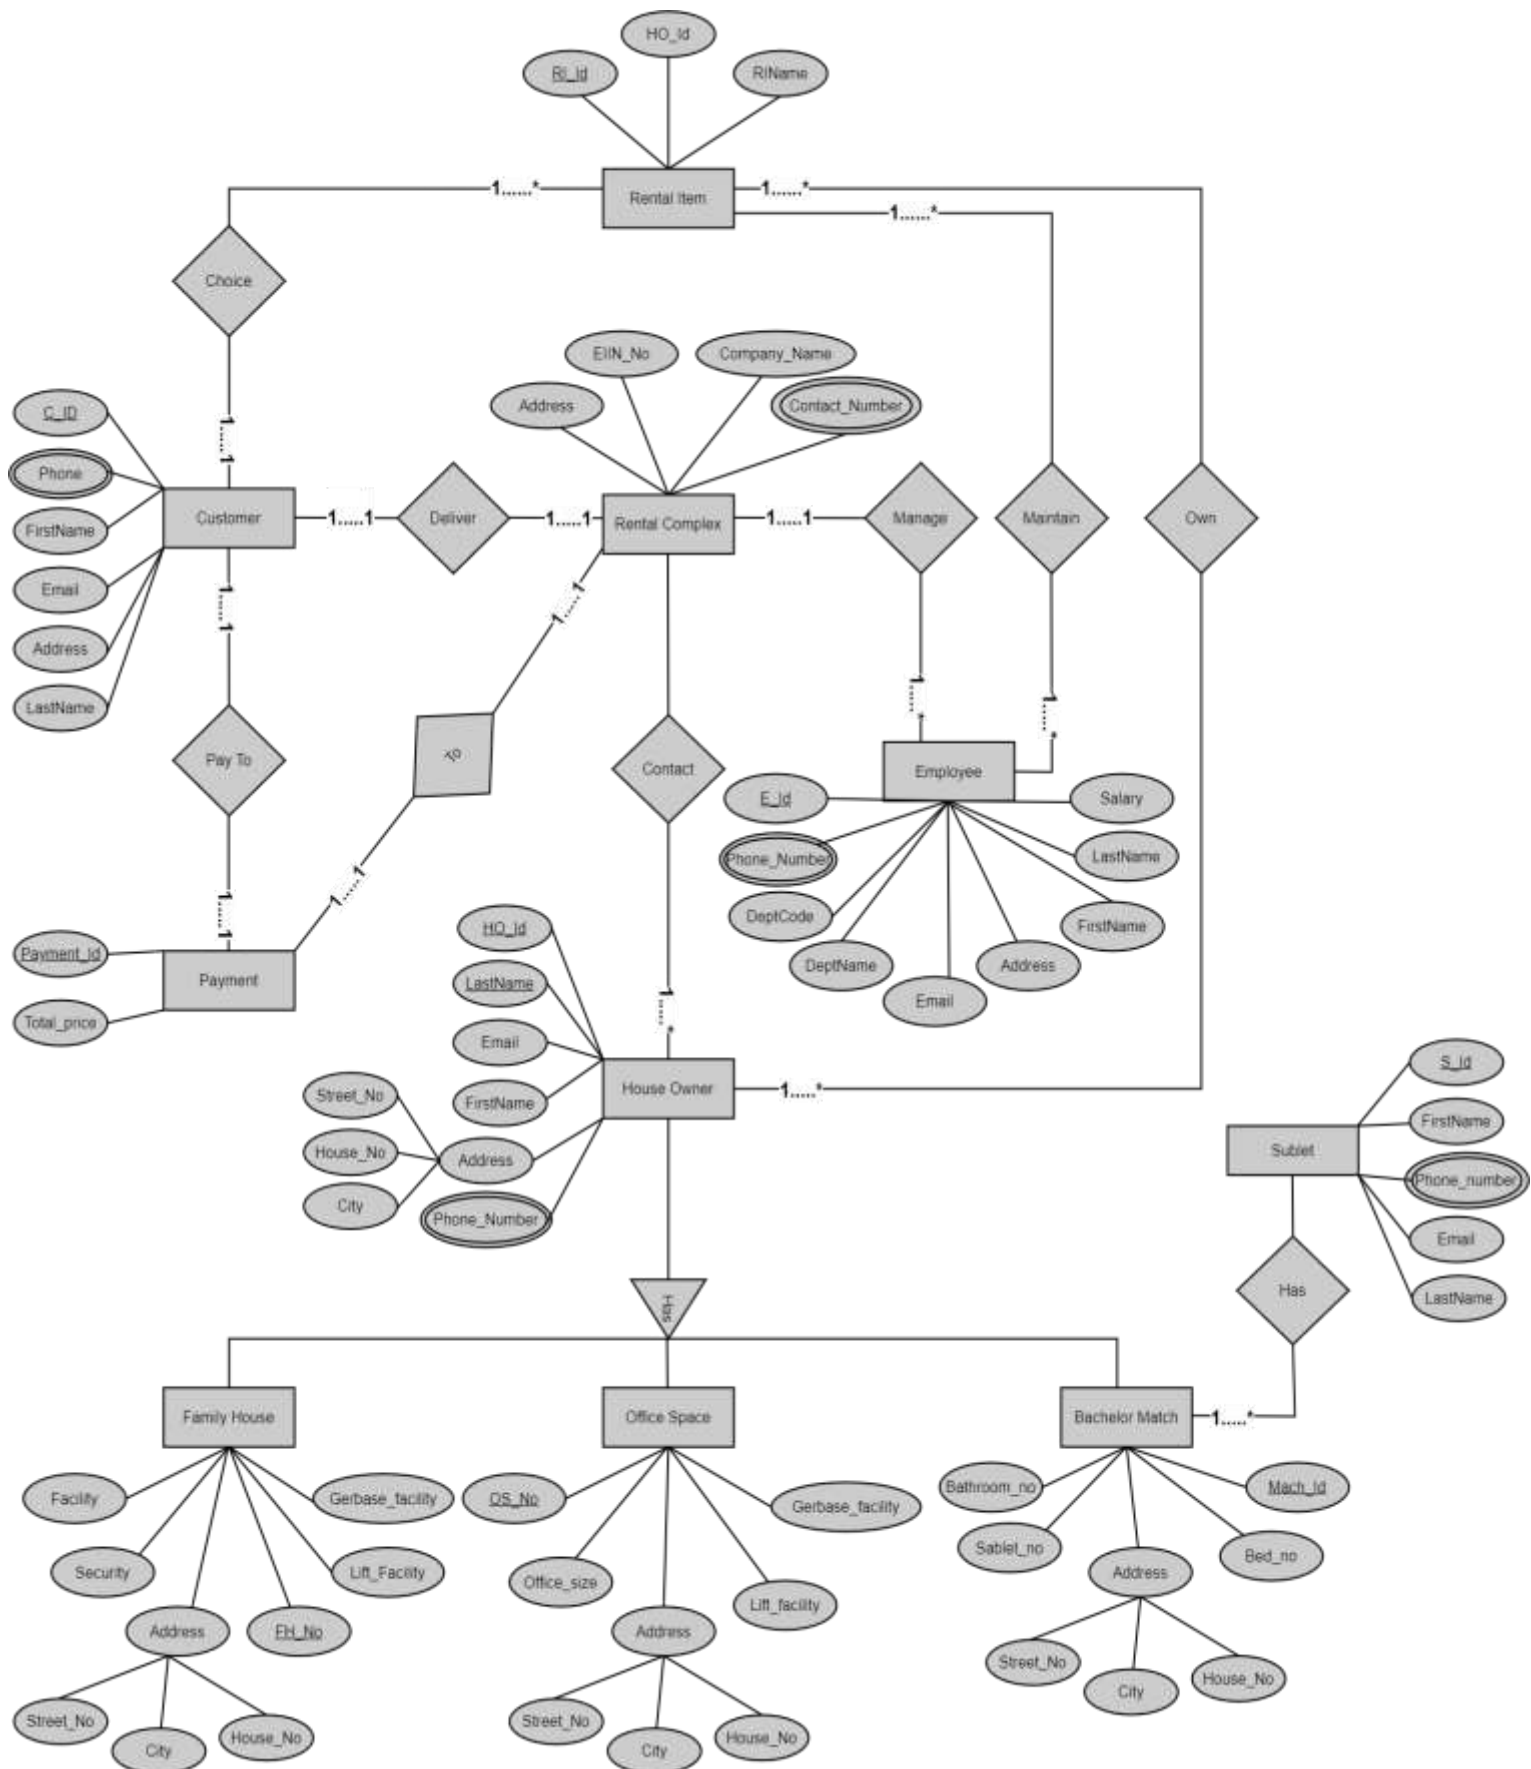 HO_Id
RI_Id
RIName
Rental Item
1......*
1......*
1......*
Choice
EIIN_No
Company_Name
Address
Contact_Number
C_ID
Phone
FirstName
Email
Address
LastName
1......1
Customer
1.....1
Deliver
1.....1
Rental Complex
1.....1
Manage
Maintain
Own
1......1
1......1
1......*
1......*
Pay To
Contact
Employee
E_Id
Salary
Phone_Number
LastName
DeptCode
FirstName
DeptName
Address
Email
1......1
1......1
Payment_Id
Payment
Total_price
HO_Id
LastName
Email
FirstName
1.....*
House Owner
1.....*
Street_No
House_No
City
Address
Phone_Number
S_Id
FirstName
Sublet
Phone_number
Email
LastName
Has
Has
Family House
Office Space
Bachelor Match
1.....*
Facility
Gerbase_facility
Security
Lift_Facility
Address
FH_No
Street_No
City
House_No
OS_No
Gerbase_facility
Office_size
Lift_facility
Address
Street_No
City
House_No
Bathroom_no
Mach_Id
Sablet_no
Bed_no
Address
Street_No
City
House_No